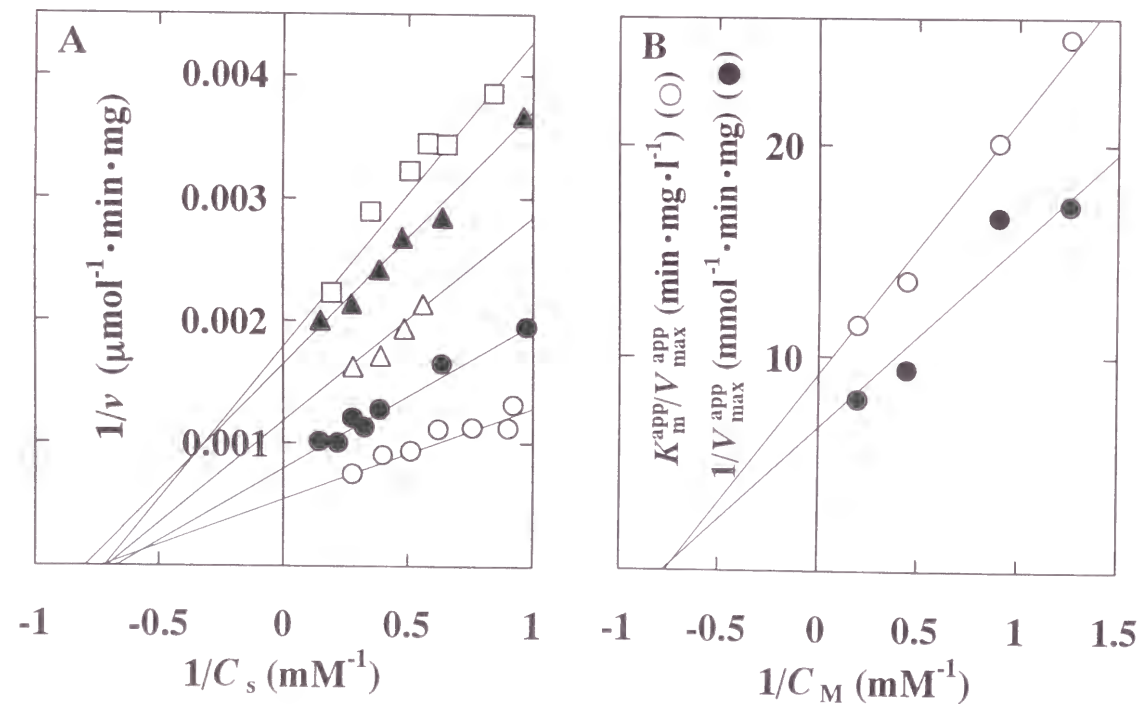 A
0.004
0.003
0.002
0.001
1/v (μmol⁻¹·min·mg)
-1 -0.5 0 0.5 1
1/C s (mM⁻¹)
B
20
10
K_m^app/V_max^app (min·mg·l⁻¹) (○)
1/V_max^app (mmol⁻¹·min·mg) (●)
-1 -0.5 0 0.5 1 1.5
1/C M (mM⁻¹)